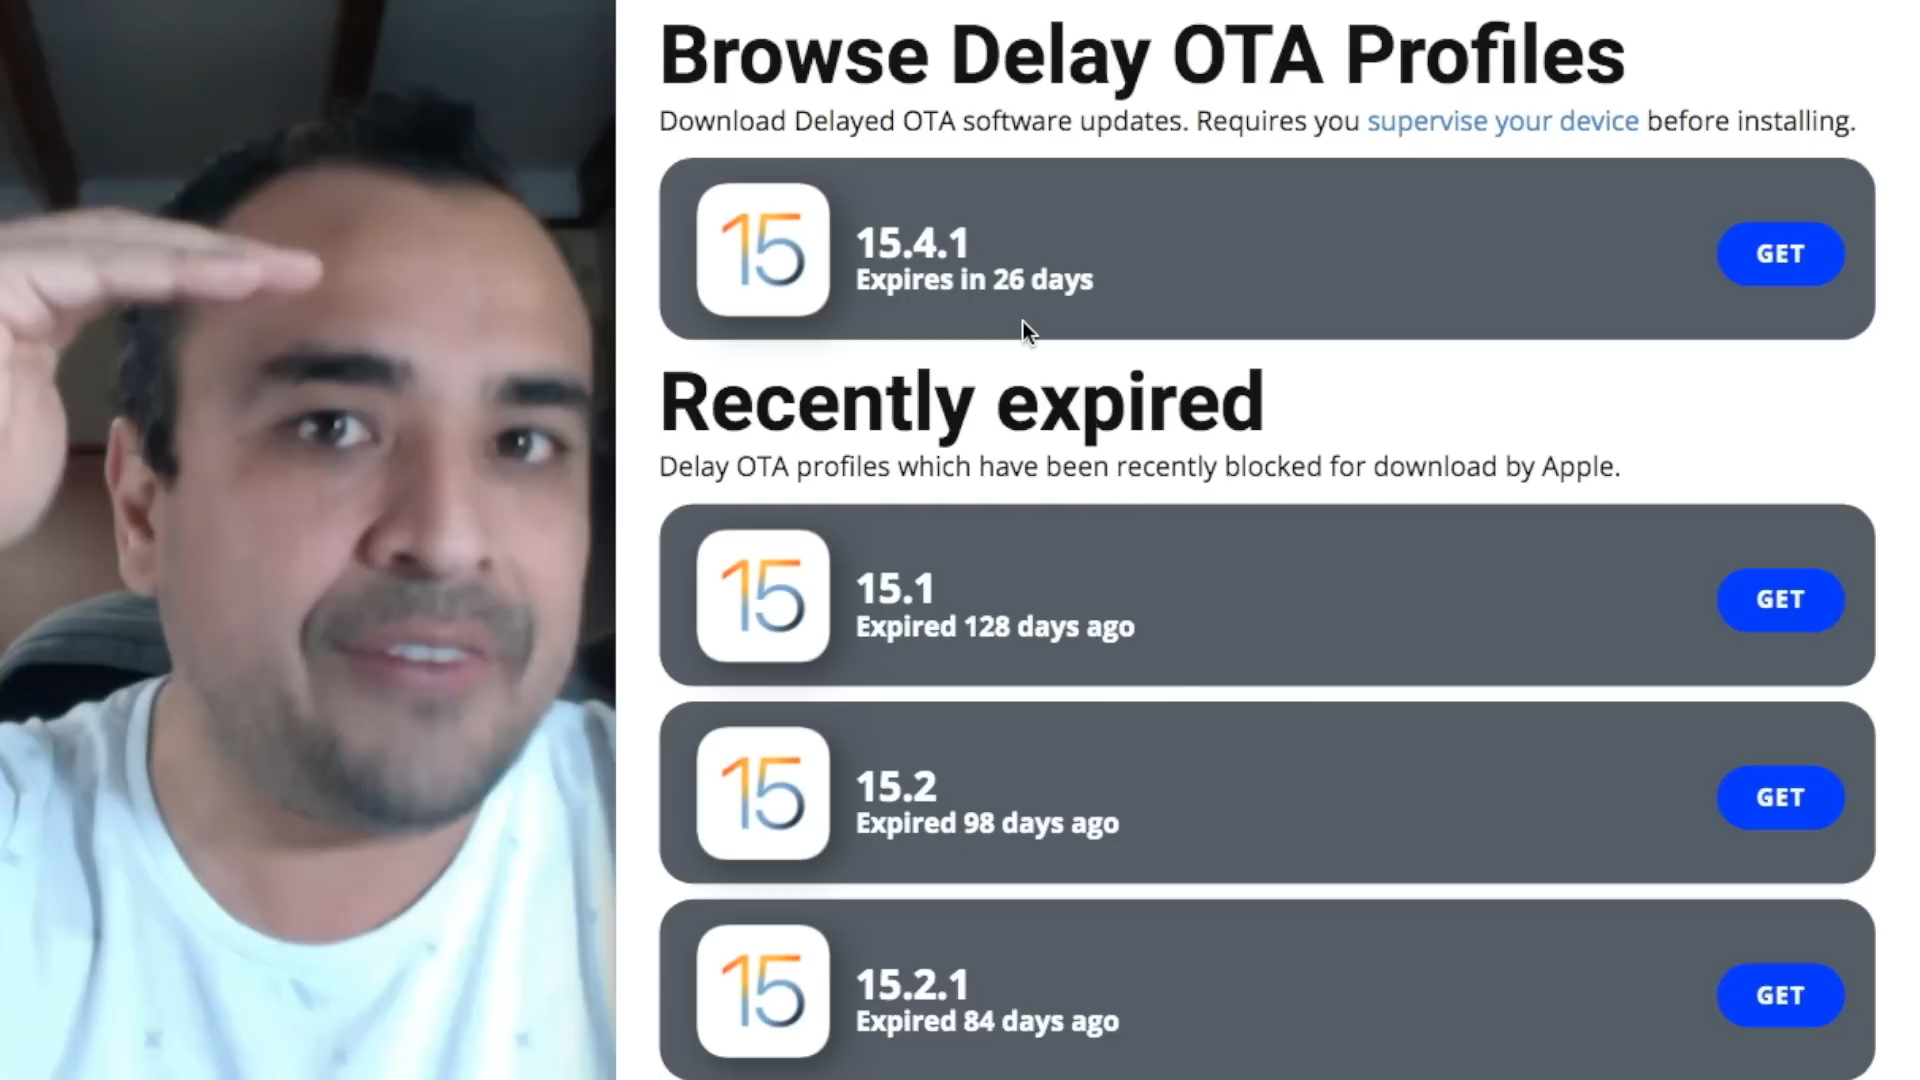 Browse Delay OTA Profiles
Download Delayed OTA software updates. Requires you supervise your device before installing.
15
15.4.1
Expires in 26 days
GET
Recently expired
Delay OTA profiles which have been recently blocked for download by Apple.
15
15.1
Expired 128 days ago
GET
15
15.2
Expired 98 days ago
GET
15
15.2.1
Expired 84 days ago
GET